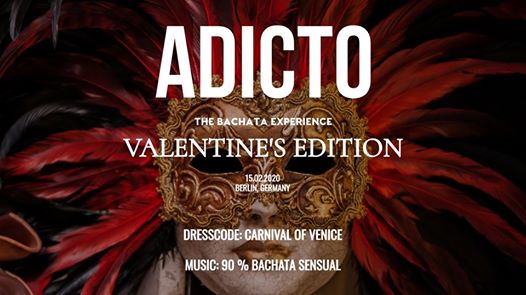 ADICTO
THE BACHATA EXPERIENCE
VALENTINE'S EDITION
15.02.2020
BERLIN, GERMANY
DRESSCODE: CARNIVAL OF VENICE
MUSIC: 90 % BACHATA SENSUAL